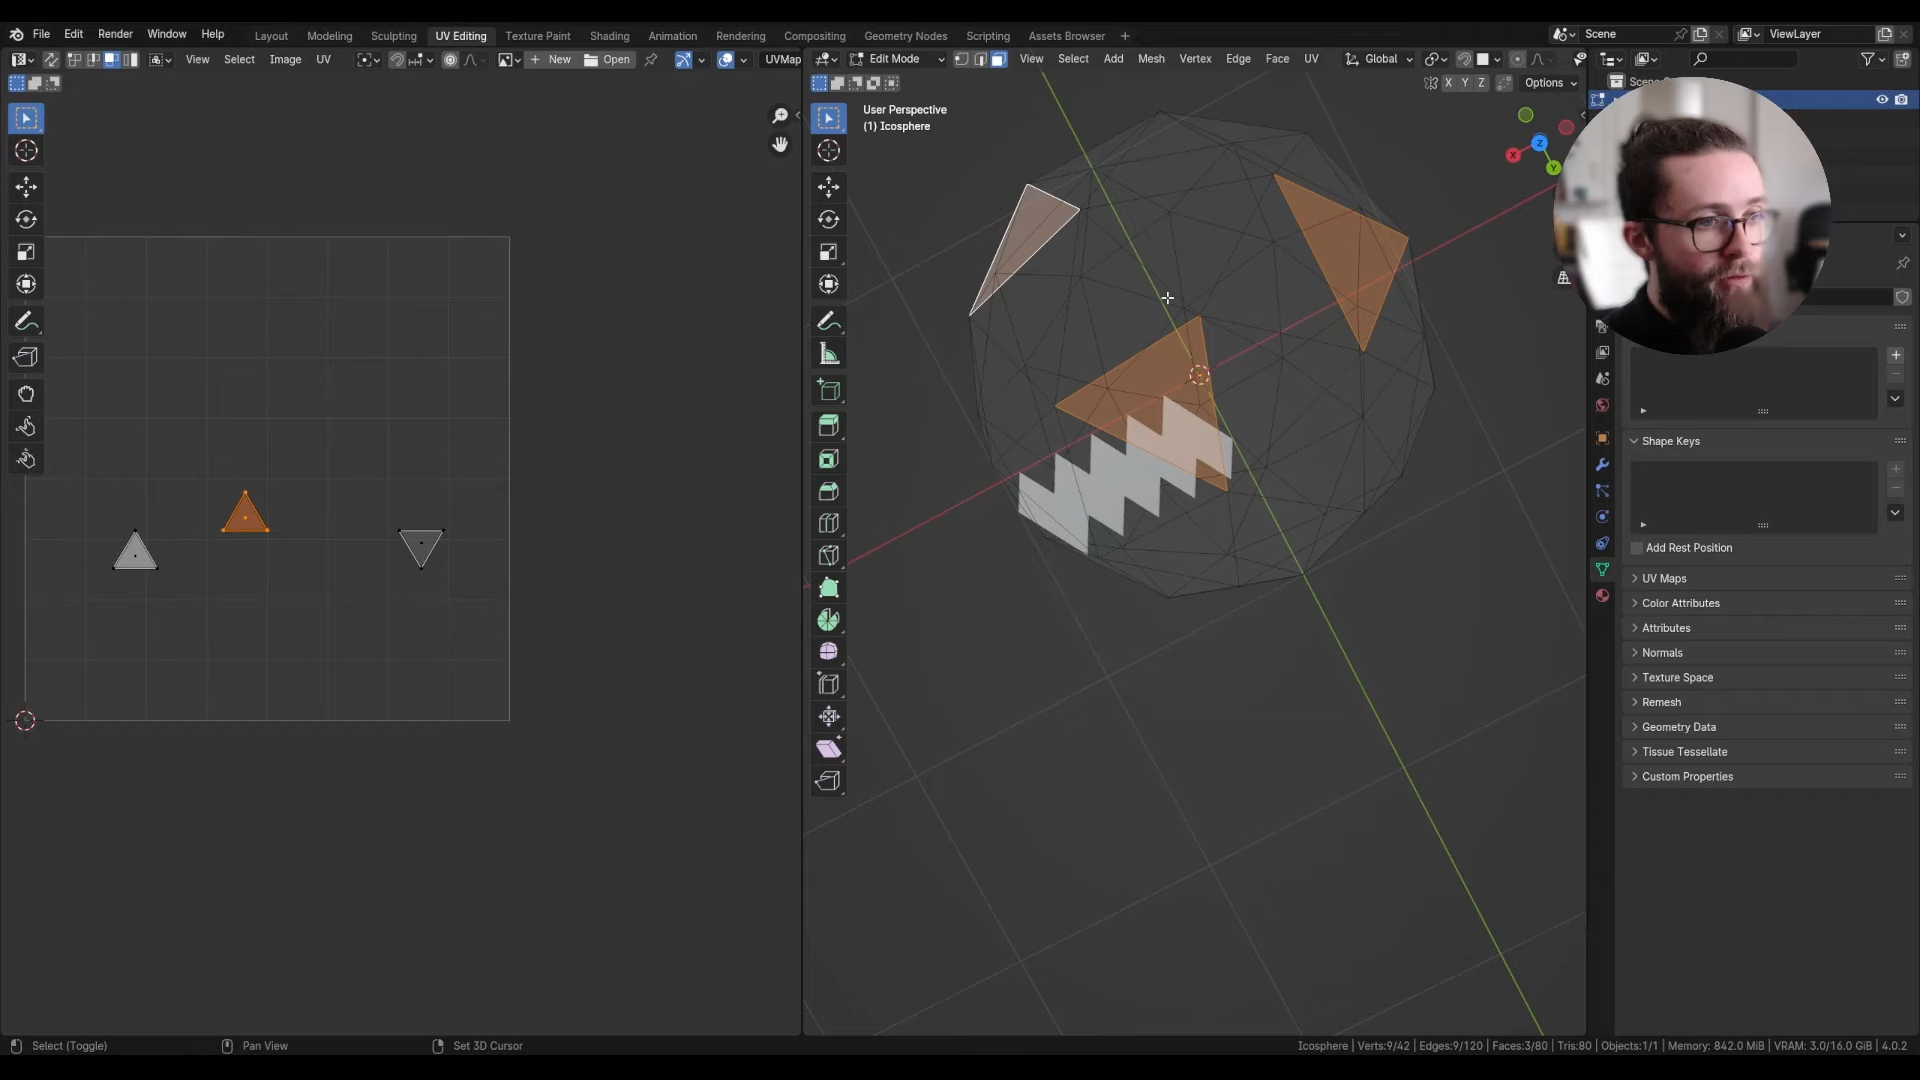 File Edit Render Window Help
Layout Modeling Sculpting UV Editing Texture Paint Shading Animation Rendering Compositing Geometry Nodes Scripting Assets Browser +
Scene
ViewLayer
View Select Image UV
New
Open
UVMap
Edit Mode
View Select Add Mesh Vertex Edge Face UV
Global
X Y Z
Options
User Perspective
(1) Icosphere
Z
X
Y
Shape Keys
Add Rest Position
UV Maps
Color Attributes
Attributes
Normals
Texture Space
Remesh
Geometry Data
Tissue Tessellate
Custom Properties
Select (Toggle)
Pan View
Set 3D Cursor
Icosphere | Verts:9/42 | Edges:9/120 | Faces:3/80 | Tris:80 | Objects:1/1 | Memory: 842.0 MiB | VRAM: 3.0/16.0 GiB | 4.0.2